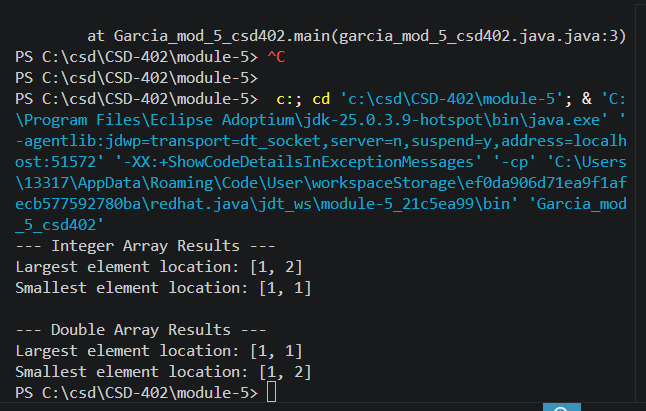 at Garcia_mod_5_csd402.main(garcia_mod_5_csd402.java.java:3)
PS C:\csd\CSD-402\module-5> ^C
PS C:\csd\CSD-402\module-5>
PS C:\csd\CSD-402\module-5>  c:; cd 'c:\csd\CSD-402\module-5'; & 'C:
\Program Files\Eclipse Adoptium\jdk-25.0.3.9-hotspot\bin\java.exe' '
-agentlib:jdwp=transport=dt_socket,server=n,suspend=y,address=localh
ost:51572' '-XX:+ShowCodeDetailsInExceptionMessages' '-cp' 'C:\Users
\13317\AppData\Roaming\Code\User\workspaceStorage\ef0da906d71ea9f1af
ecb577592780ba\redhat.java\jdt_ws\module-5_21c5ea99\bin' 'Garcia_mod
_5_csd402'
--- Integer Array Results ---
Largest element location: [1, 2]
Smallest element location: [1, 1]
--- Double Array Results ---
Largest element location: [1, 1]
Smallest element location: [1, 2]
PS C:\csd\CSD-402\module-5>